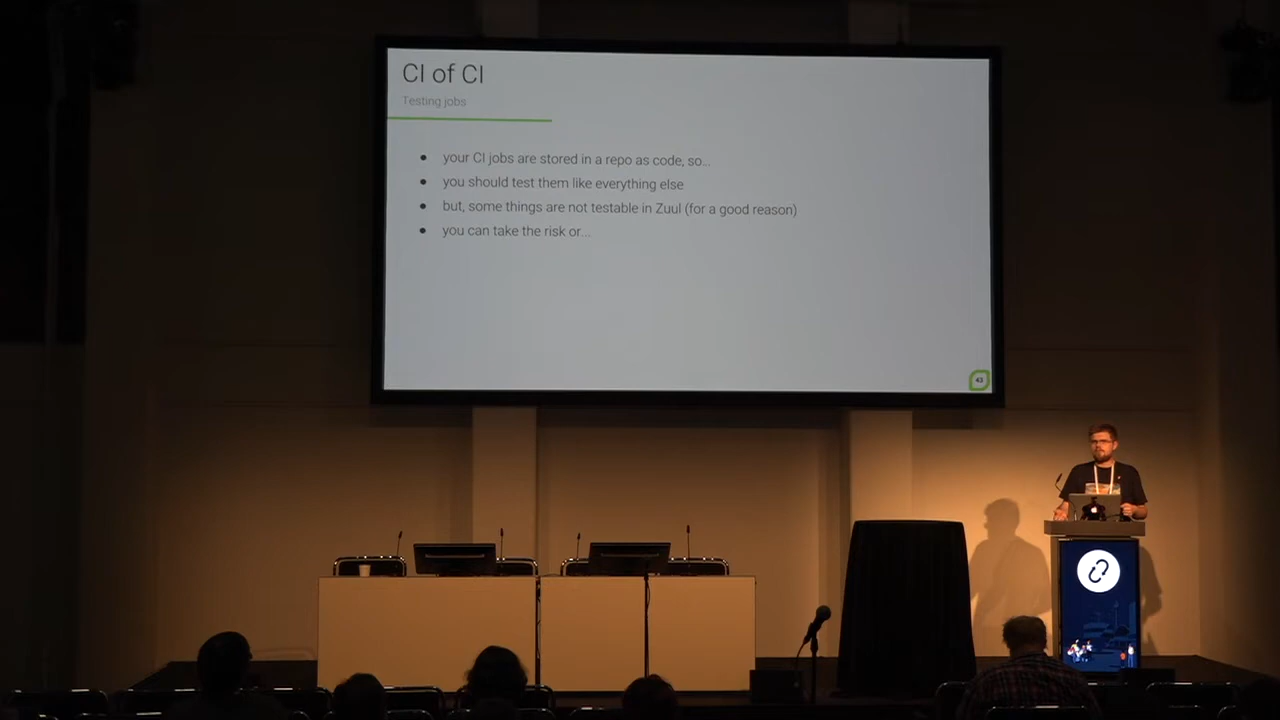 CI of CI
Testing jobs
● your CI jobs are stored in a repo as code, so...
● you should test them like everything else
● but, some things are not testable in Zuul (for a good reason)
● you can take the risk or...
43